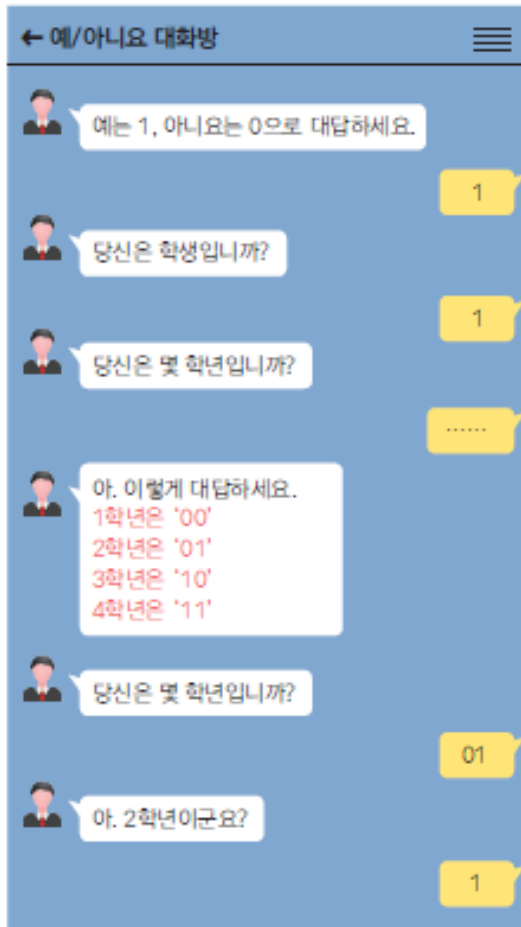 ← 예/아니요 대화방
예는 1, 아니요는 0으로 대답하세요.
1
당신은 학생입니까?
1
당신은 몇 학년입니까?
······
아. 이렇게 대답하세요.
1학년은 ‘00’
2학년은 ‘01’
3학년은 ‘10’
4학년은 ‘11’
당신은 몇 학년입니까?
01
아. 2학년이군요?
1